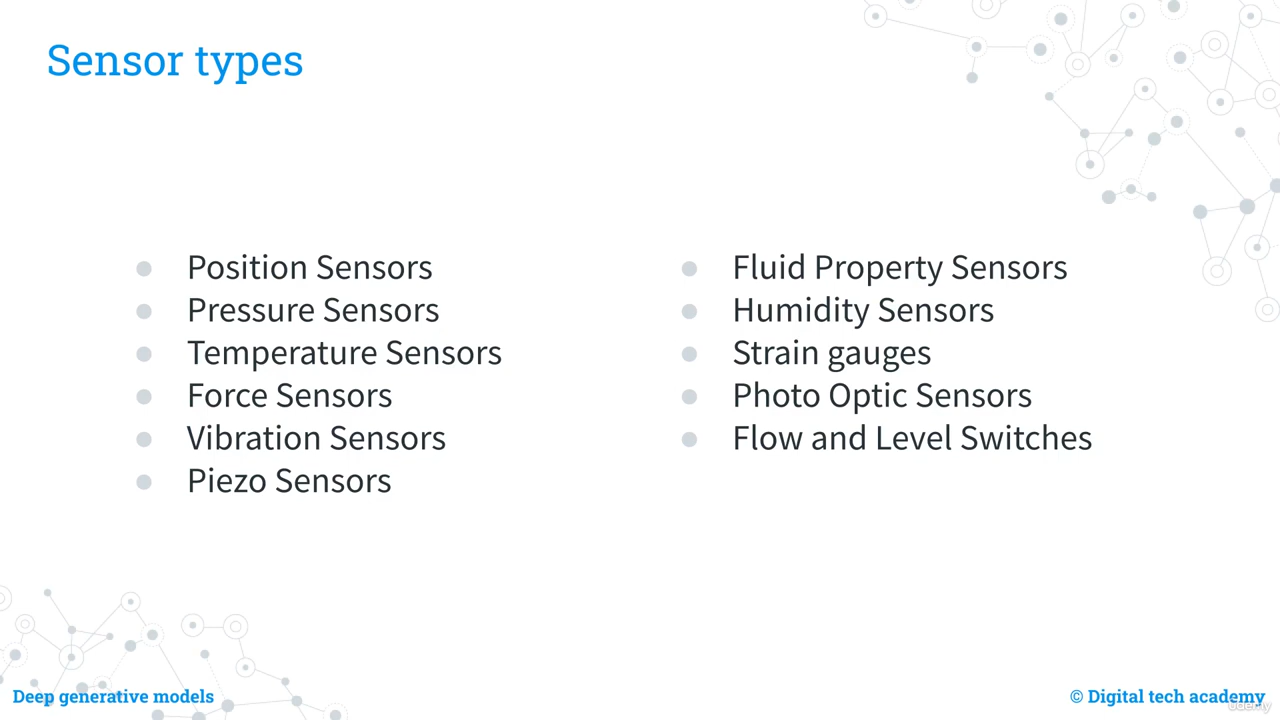 Sensor types
Position Sensors
Pressure Sensors
Temperature Sensors
Force Sensors
Vibration Sensors
Piezo Sensors
Fluid Property Sensors
Humidity Sensors
Strain gauges
Photo Optic Sensors
Flow and Level Switches
Deep generative models
© Digital tech academy
udemy